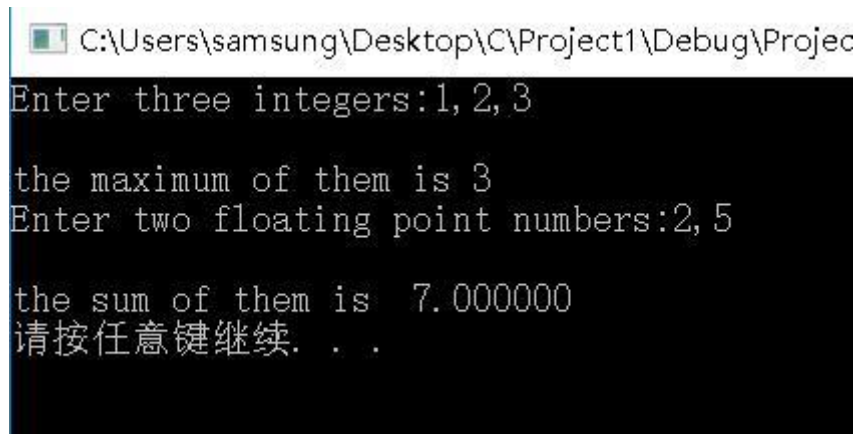 C:\Users\samsung\Desktop\C\Project1\Debug\Projec
Enter three integers:1,2,3
the maximum of them is 3
Enter two floating point numbers:2,5
the sum of them is  7.000000
请按任意键继续. . .